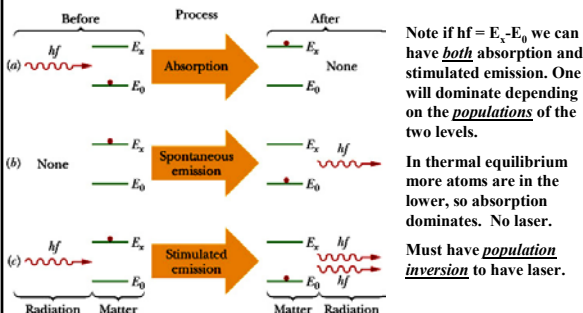 Before Process After
(a) hf Eₓ E₀ Absorption Eₓ E₀ None
(b) None Eₓ E₀ Spontaneous emission Eₓ E₀ hf
(c) hf Eₓ E₀ Stimulated emission Eₓ E₀ hf
Radiation Matter Matter Radiation
Note if hf = Eₓ-E₀ we can
have both absorption and
stimulated emission. One
will dominate depending
on the populations of the
two levels.
In thermal equilibrium
more atoms are in the
lower, so absorption
dominates. No laser.
Must have population
inversion to have laser.